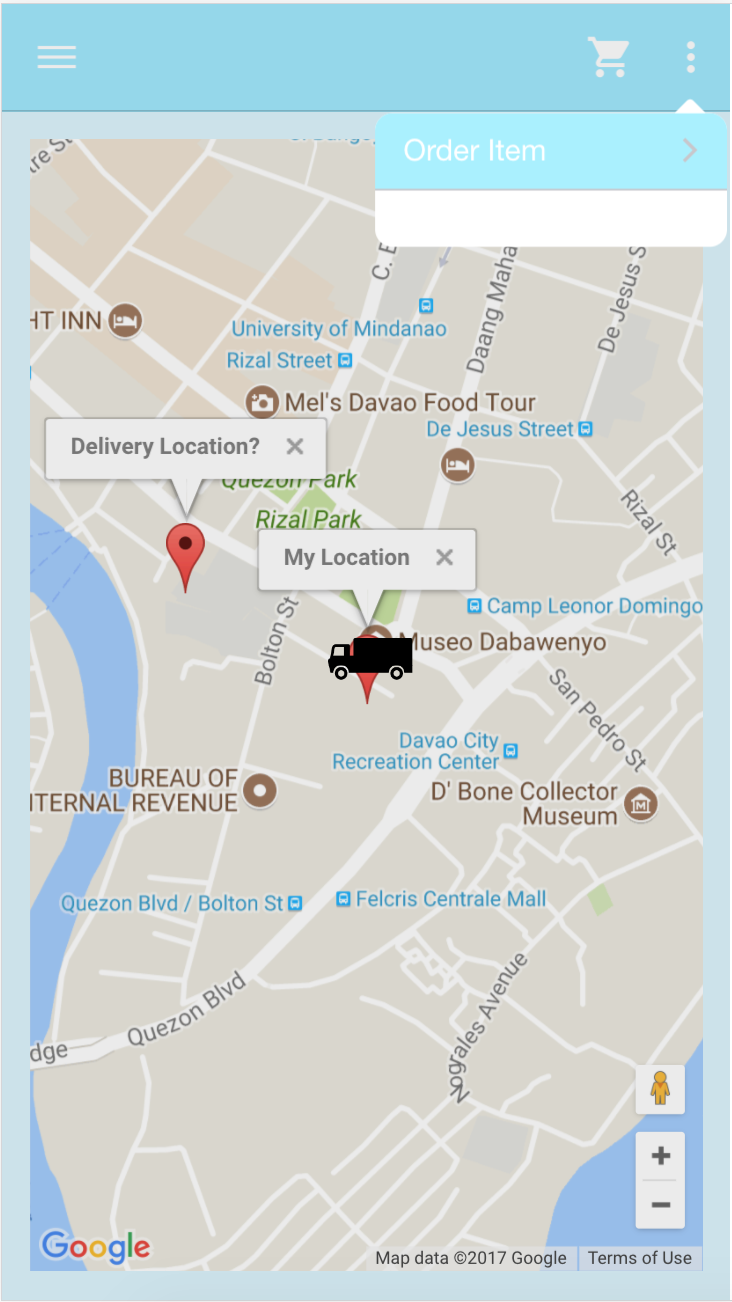 Order Item
tre St
C. E
Daang Maha
De Jesus S
HT INN
University of Mindanao
Rizal Street
Mel's Davao Food Tour
De Jesus Street
Delivery Location?
Quezon Park
Rizal Park
Rizal St
My Location
Camp Leonor Domingo
Bolton St
Museo Dabawenyo
San Pedro St
Davao City
Recreation Center
BUREAU OF
NTERNAL REVENUE
D' Bone Collector
Museum
Quezon Blvd / Bolton St
Felcris Centrale Mall
Quezon Blvd
Nograles Avenue
dge
Google
Map data ©2017 Google
Terms of Use